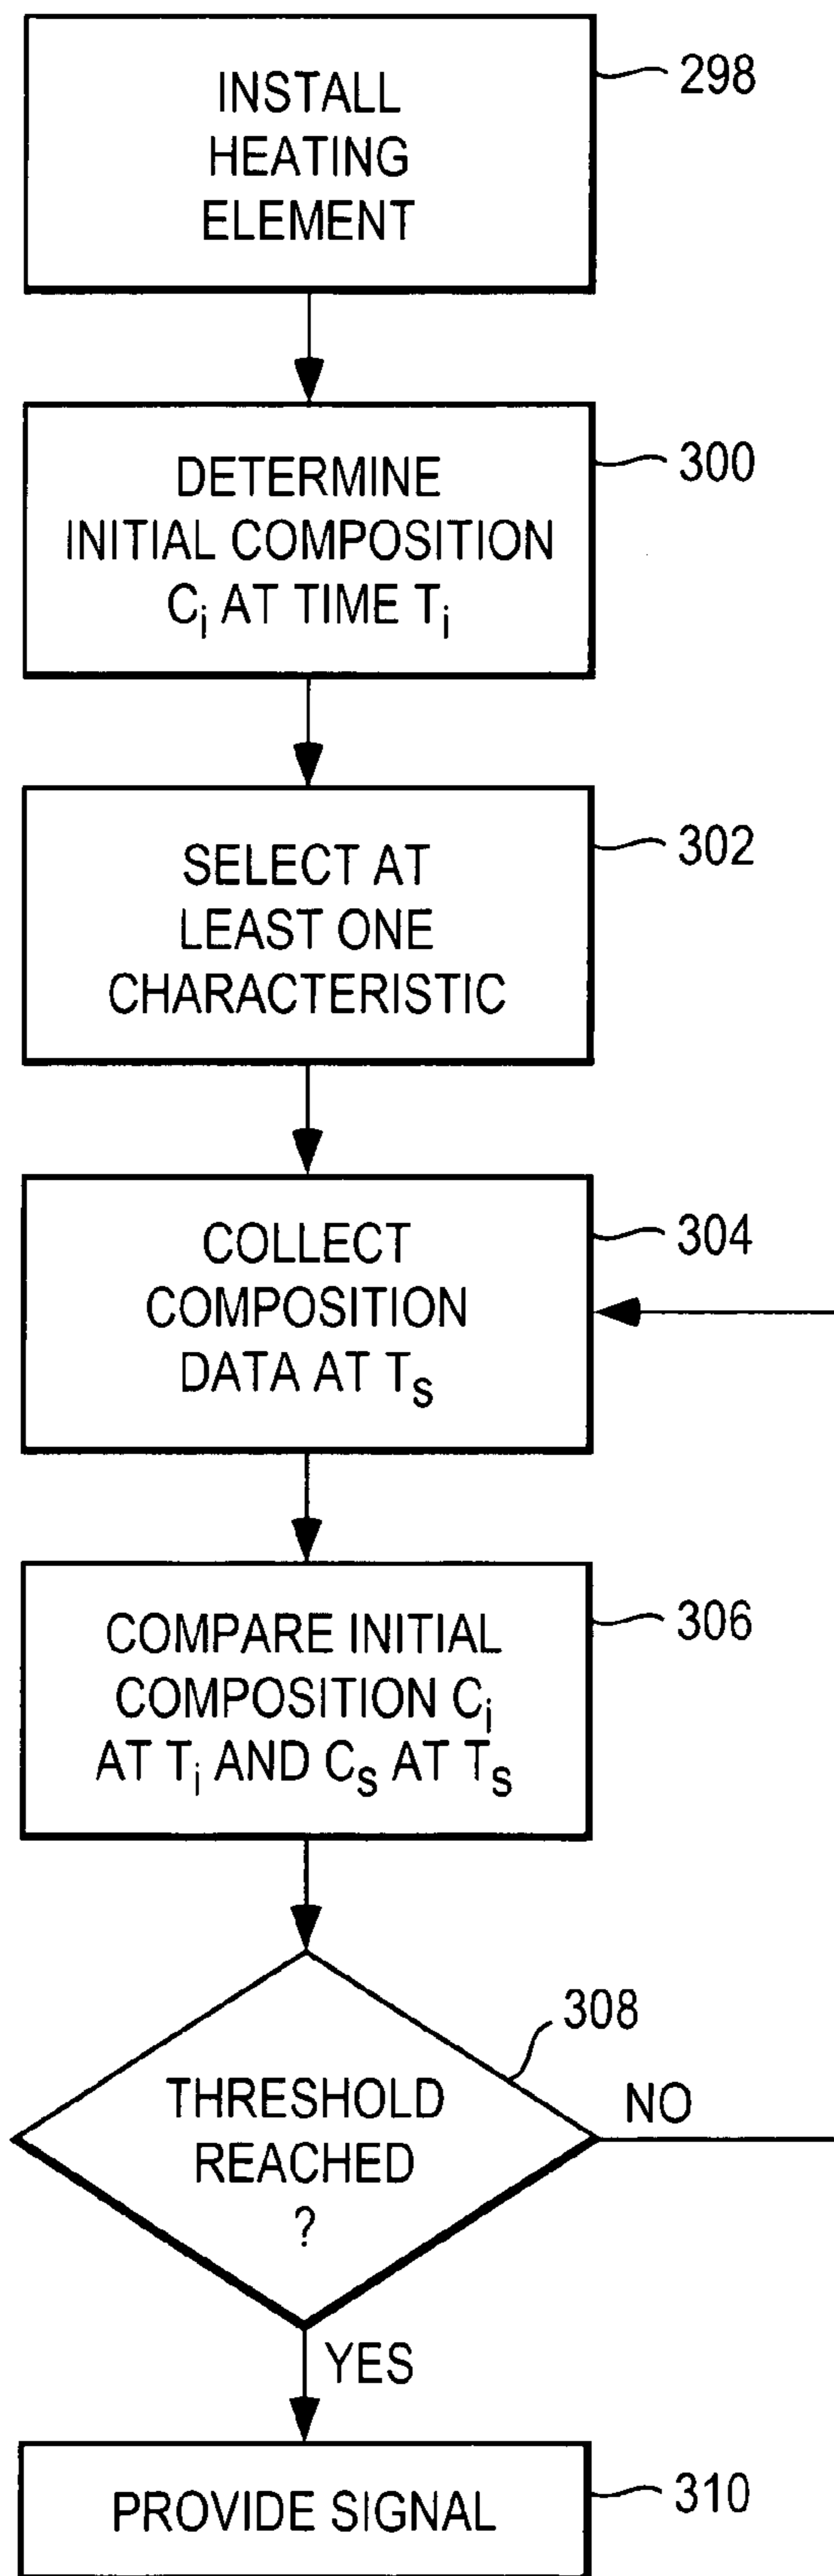 INSTALL
HEATING
ELEMENT
298
DETERMINE
INITIAL COMPOSITION
Ci AT TIME Ti
300
SELECT AT
LEAST ONE
CHARACTERISTIC
302
COLLECT
COMPOSITION
DATA AT Ts
304
COMPARE INITIAL
COMPOSITION Ci
AT Ti AND Cs AT Ts
306
THRESHOLD
REACHED
?
308
NO
YES
PROVIDE SIGNAL
310